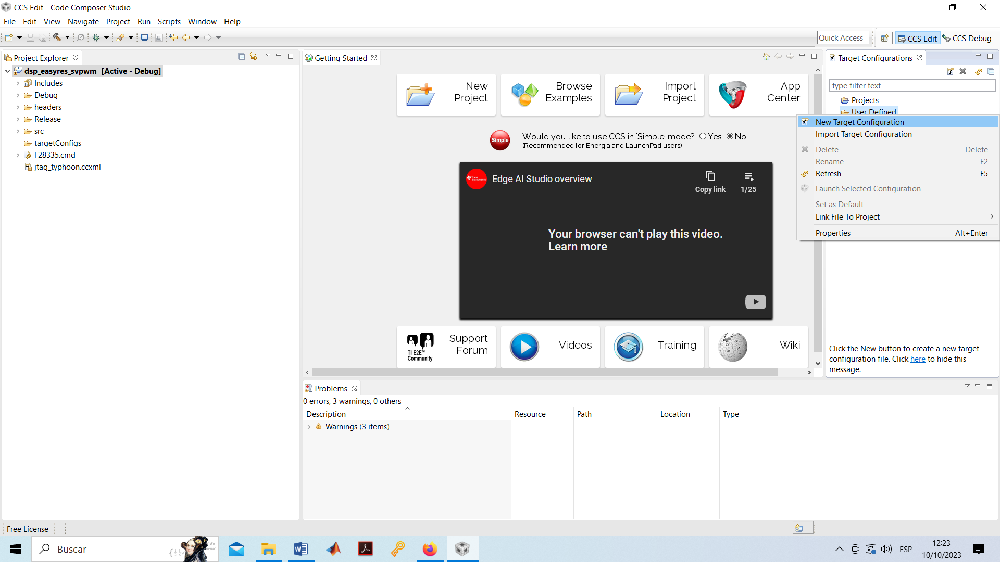 CCS Edit - Code Composer Studio
File Edit View Navigate Project Run Scripts Window Help
Quick Access
CCS Edit
CCS Debug
Project Explorer
dsp_easyres_svpwm [Active - Debug]
Includes
Debug
headers
Release
src
targetConfigs
F28335.cmd
jtag_typhoon.ccxml
Getting Started
New Project
Browse Examples
Import Project
App Center
Simple
Would you like to use CCS in 'Simple' mode? Yes No
(Recommended for Energia and LaunchPad users)
Edge AI Studio overview
Copy link
1/25
Your browser can't play this video.
Learn more
Support Forum
TI E2E™ Community
Videos
Training
Wiki
Target Configurations
type filter text
Projects
User Defined
New Target Configuration
Import Target Configuration
Delete Delete
Rename F2
Refresh F5
Launch Selected Configuration
Set as Default
Link File To Project
Properties Alt+Enter
Click the New button to create a new target
configuration file. Click here to hide this
message.
Problems
0 errors, 3 warnings, 0 others
Description Resource Path Location Type
Warnings (3 items)
Free License
Buscar
ESP
12:23
10/10/2023